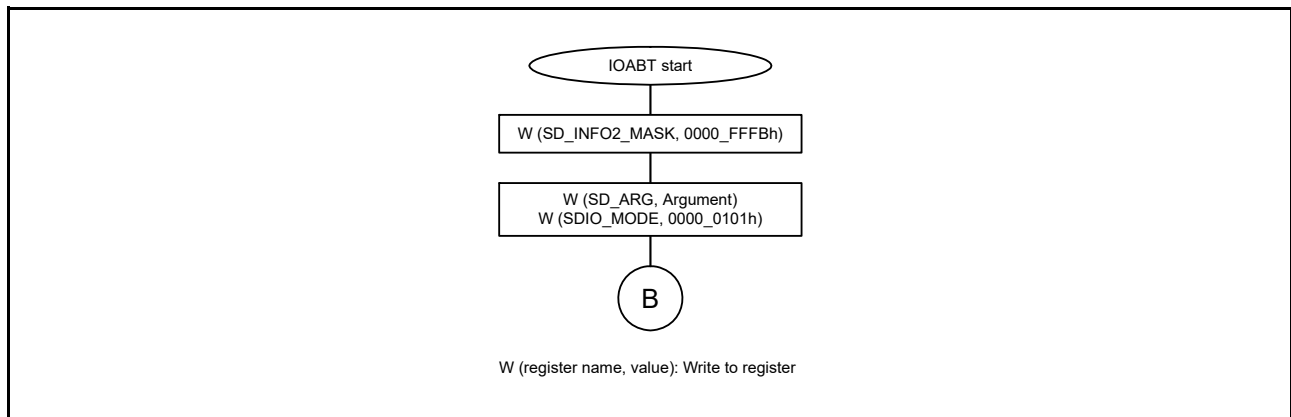 IOABT start
W (SD_INFO2_MASK, 0000_FFFBh)
W (SD_ARG, Argument)
W (SDIO_MODE, 0000_0101h)
B
W (register name, value): Write to register